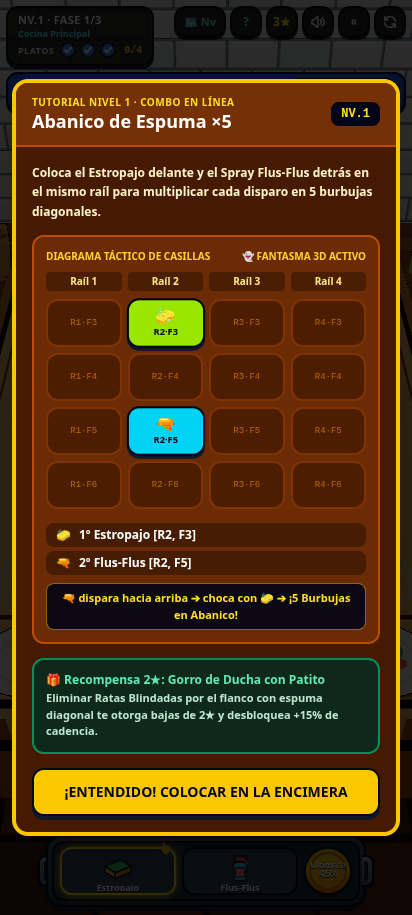 NV.1 · FASE 1/3
Cocina Principal
PLATOS 0/4
Nv
?
3★
TUTORIAL NIVEL 1 · COMBO EN LÍNEA
Abanico de Espuma ×5
NV.1
Coloca el Estropajo delante y el Spray Flus-Flus detrás en
el mismo raíl para multiplicar cada disparo en 5 burbujas
diagonales.
DIAGRAMA TÁCTICO DE CASILLAS
👻 FANTASMA 3D ACTIVO
Raíl 1 Raíl 2 Raíl 3 Raíl 4
R1·F3 R2·F3 R3·F3 R4·F3
R1·F4 R2·F4 R3·F4 R4·F4
R1·F5 R2·F5 R3·F5 R4·F5
R1·F6 R2·F6 R3·F6 R4·F6
🧽 1º Estropajo [R2, F3]
🔫 2º Flus-Flus [R2, F5]
🔫 dispara hacia arriba ➔ choca con 🧽 ➔ ¡5 Burbujas
en Abanico!
🎁 Recompensa 2★: Gorro de Ducha con Patito
Eliminar Ratas Blindadas por el flanco con espuma
diagonal te otorga bajas de 2★ y desbloquea +15% de
cadencia.
¡ENTENDIDO! COLOCAR EN LA ENCIMERA
Estropajo
Flus-Flus
45%